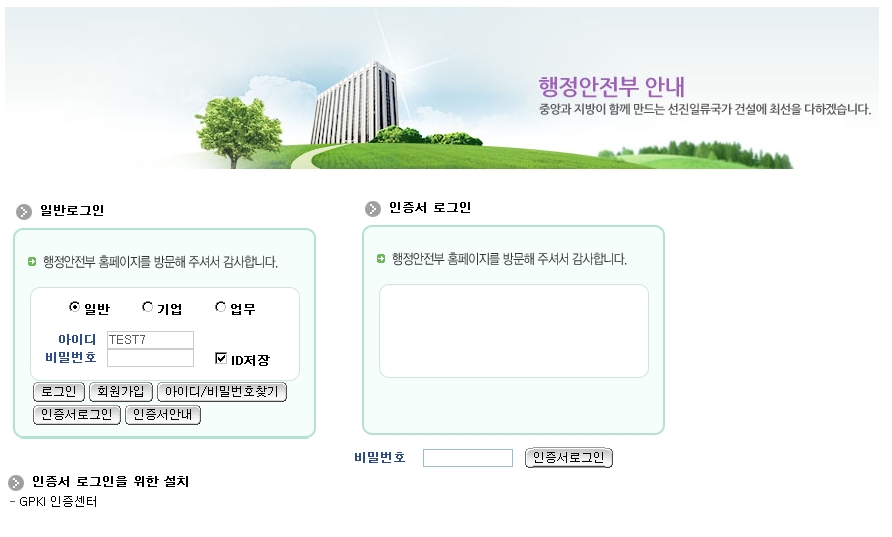 행정안전부 안내
중앙과 지방이 함께 만드는 선진일류국가 건설에 최선을 다하겠습니다.
일반로그인
행정안전부 홈페이지를 방문해 주셔서 감사합니다.
일반 기업 업무
아이디 TEST7
비밀번호 ID저장
로그인 회원가입 아이디/비밀번호찾기
인증서로그인 인증서안내
인증서 로그인
행정안전부 홈페이지를 방문해 주셔서 감사합니다.
비밀번호 인증서로그인
인증서 로그인을 위한 설치
- GPKI 인증센터